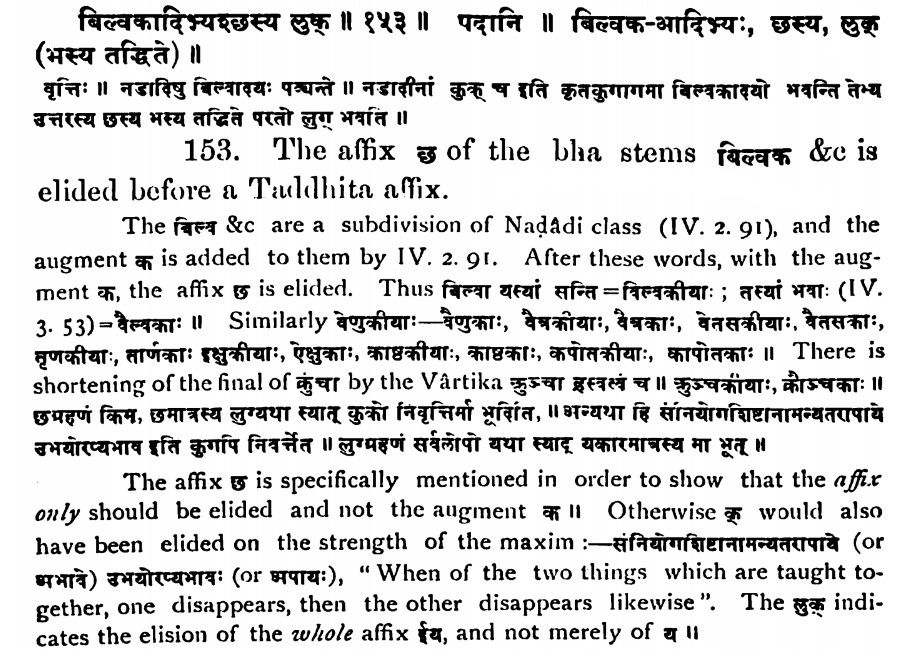 बिल्वकादिभ्यश्छस्य लुक् ॥ १५३ ॥ पदानि ॥ बिल्वक-आदिभ्यः, छस्य, लुक्
(भस्य तद्धिते) ॥
वृत्तिः ॥ नडादिषु बिल्वादयः पठ्यन्ते ॥ नडादीनां कुक् च इति कृतकुगागमा बिल्वकादयो भवन्ति तेभ्य
उत्तरस्य छस्य भस्य तद्धिते परतो लुग् भवति ॥
153. The affix छ of the bha stems बिल्वक &c is
elided before a Taddhita affix.
The बिल्व &c are a subdivision of Naḍâdi class (IV. 2. 91), and the
augment क is added to them by IV. 2. 91. After these words, with the aug-
ment क, the affix छ is elided. Thus बिल्वा यस्यां सन्ति = बिल्वकीयाः ; तस्यां भवाः (IV.
3. 53) = बैल्वकाः ॥ Similarly वेणुकीयाः—वैणुकाः, वेत्रकीयाः, वैत्रकाः, वेतसकीयाः, वैतसकाः,
तृणकीयाः, तार्णकाः इक्षुकीयाः, ऐक्षुकाः, काष्ठकीयाः, काष्ठकाः, कपोतकीयाः, कापोतकाः ॥ There is
shortening of the final of क्रुंचा by the Vârtika क्रुञ्चा ह्रस्वत्वं च ॥ क्रुञ्चकीयाः, क्रौञ्चकाः ॥
छग्रहणं किम, छमात्रस्य लुग्यथा स्यात् कुको निवृत्तिर्मा भूदिति, ॥ अन्यथा हि संनियोगशिष्टानामन्यतरापाये
उभयोरप्यभाव इति कुगपि निवर्त्तेत ॥ लुग्ग्रहणं सर्वलोपो यथा स्याद् यकारमात्रस्य मा भूत् ॥
The affix छ is specifically mentioned in order to show that the affix
only should be elided and not the augment क ॥ Otherwise क् would also
have been elided on the strength of the maxim :—संनियोगशिष्टानामन्यतरापाये (or
अभावे) उभयोरप्यभावः (or अपायः), "When of the two things which are taught to-
gether, one disappears, then the other disappears likewise". The लुक् indi-
cates the elision of the whole affix ईय, and not merely of य ॥